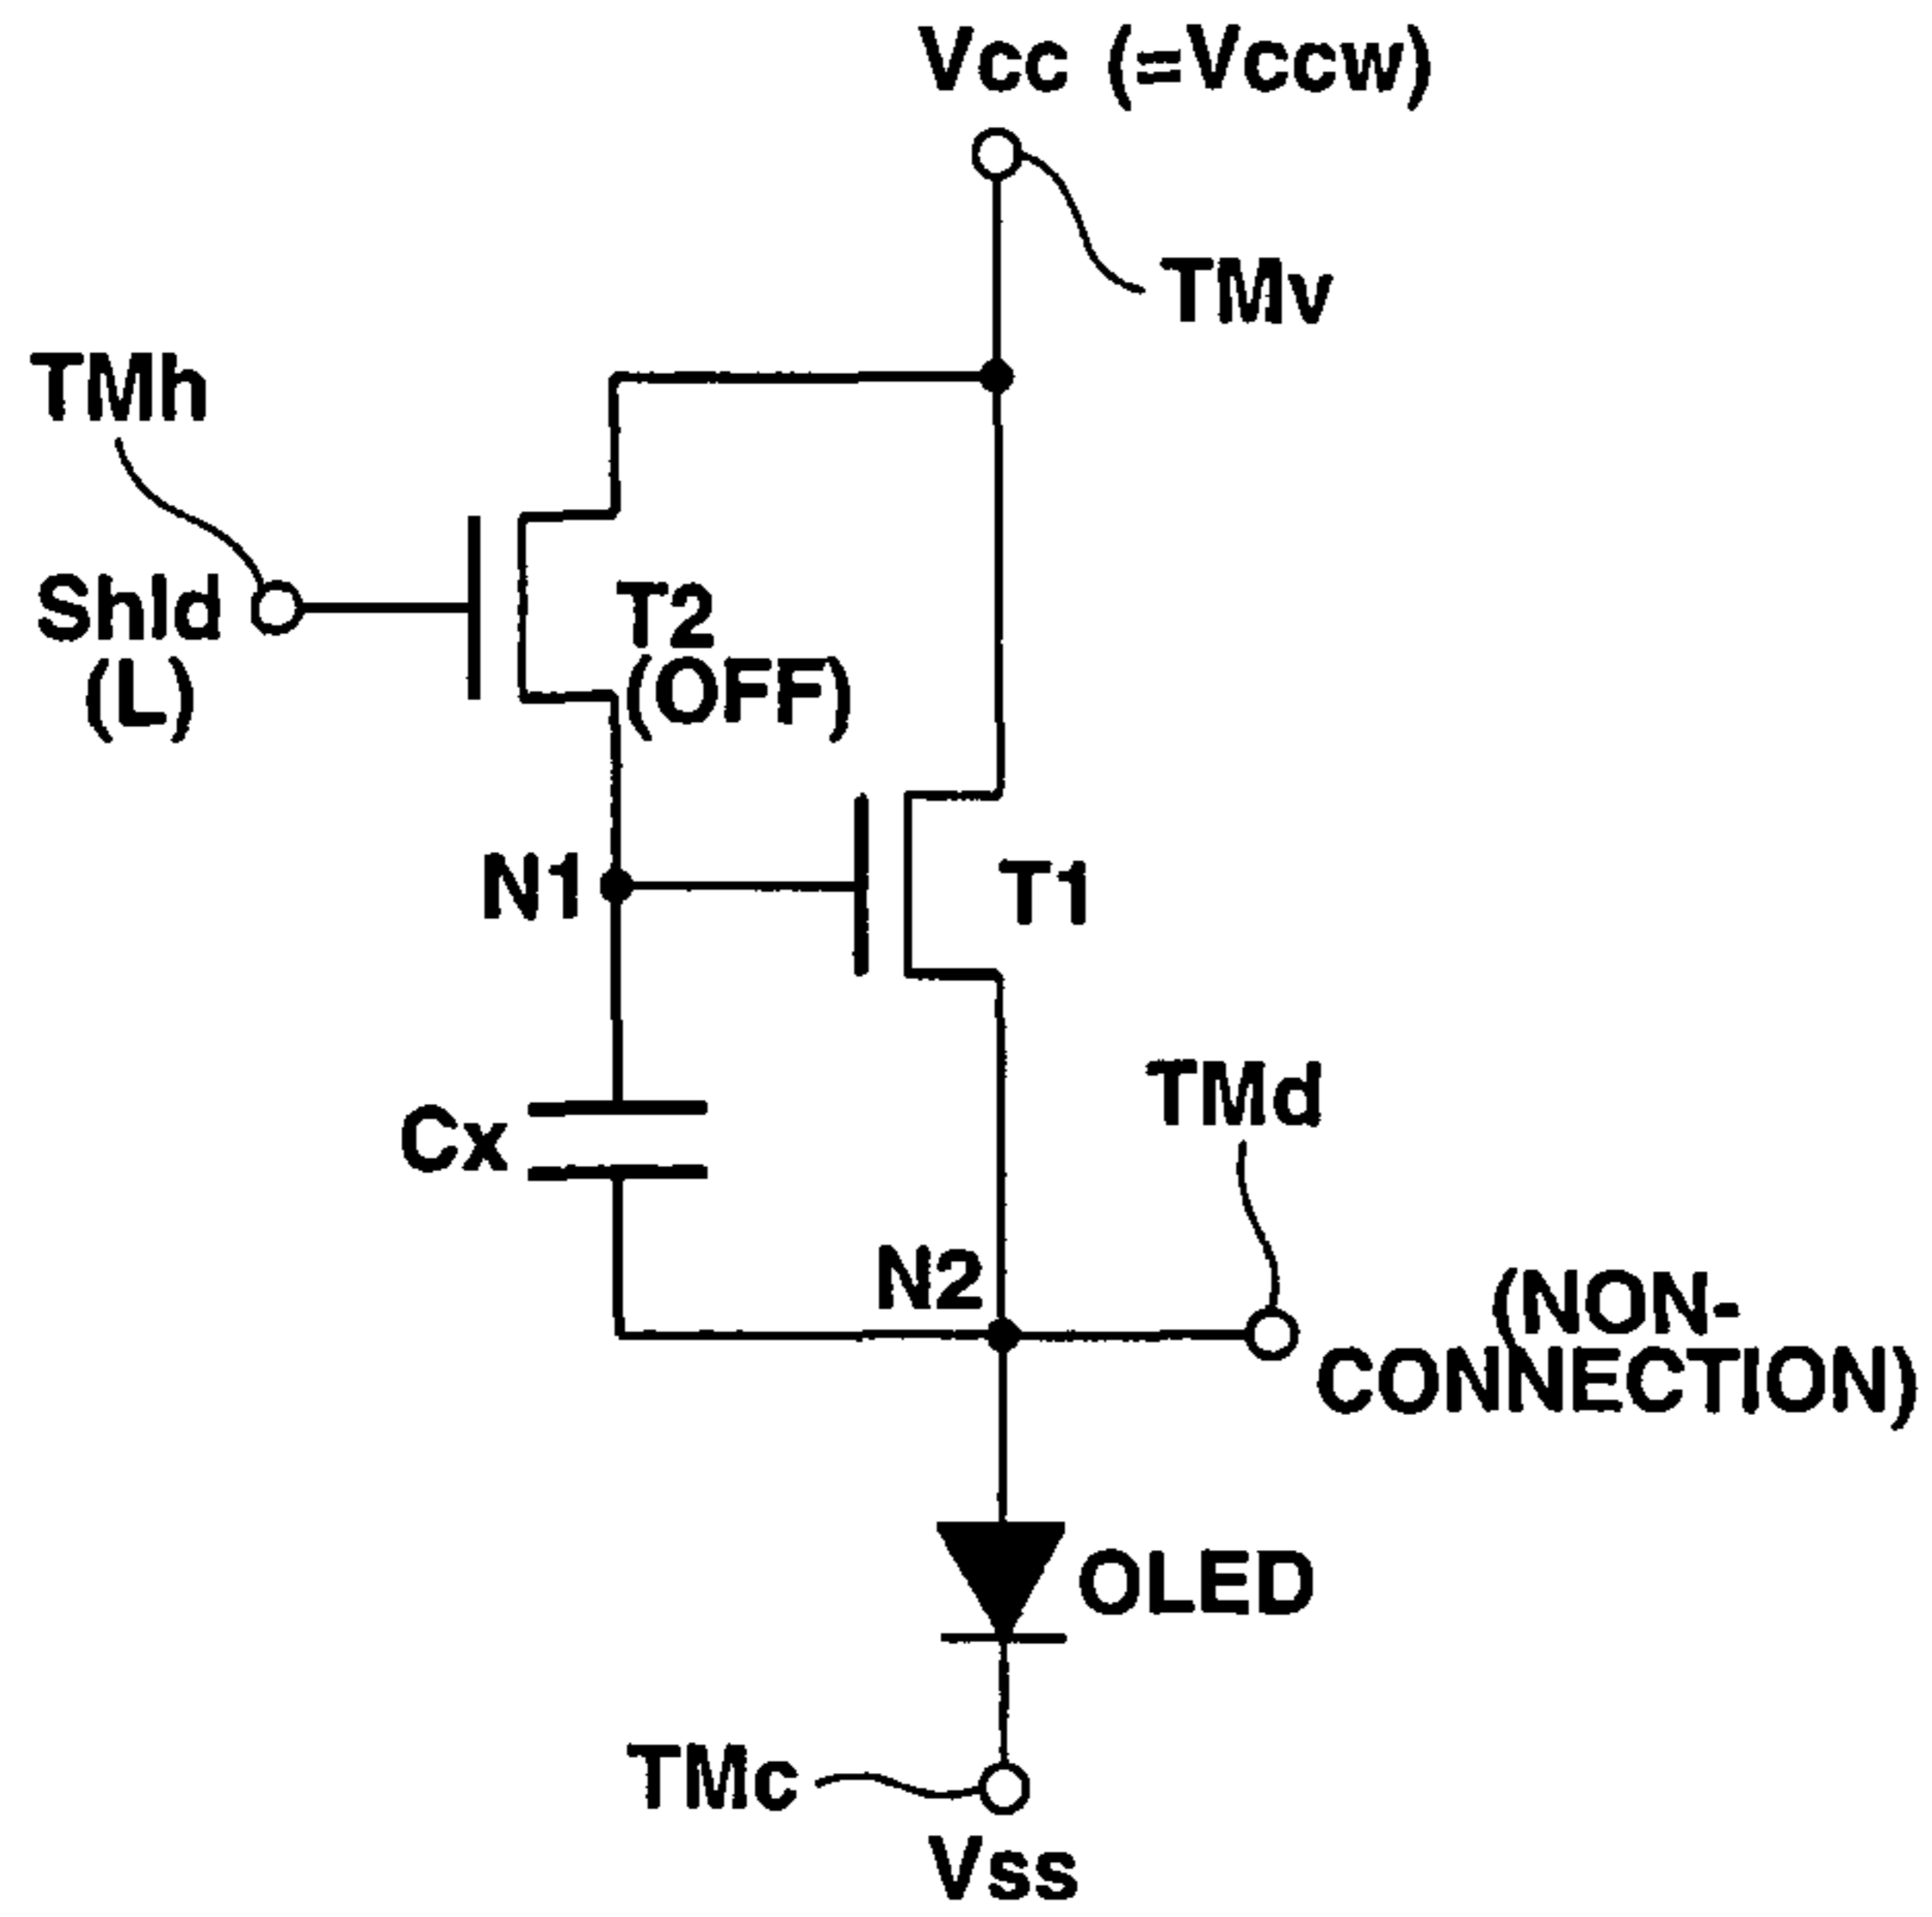 Vcc (=Vccw)
TMv
TMh
Shld
(L)
T2
(OFF)
N1
T1
Cx
TMd
N2
(NON-
CONNECTION)
OLED
TMc
Vss